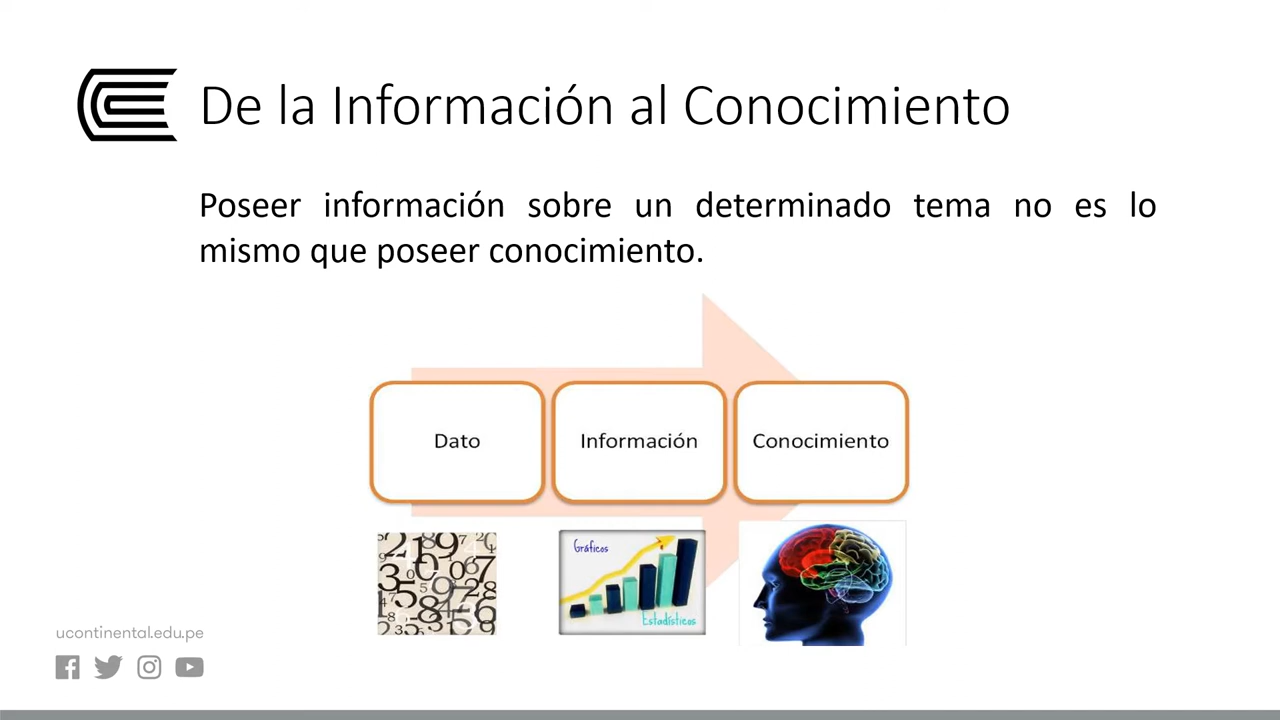 De la Información al Conocimiento
Poseer información sobre un determinado tema no es lo
mismo que poseer conocimiento.
Dato
Información
Conocimiento
Gráficos
Estadísticos
ucontinental.edu.pe